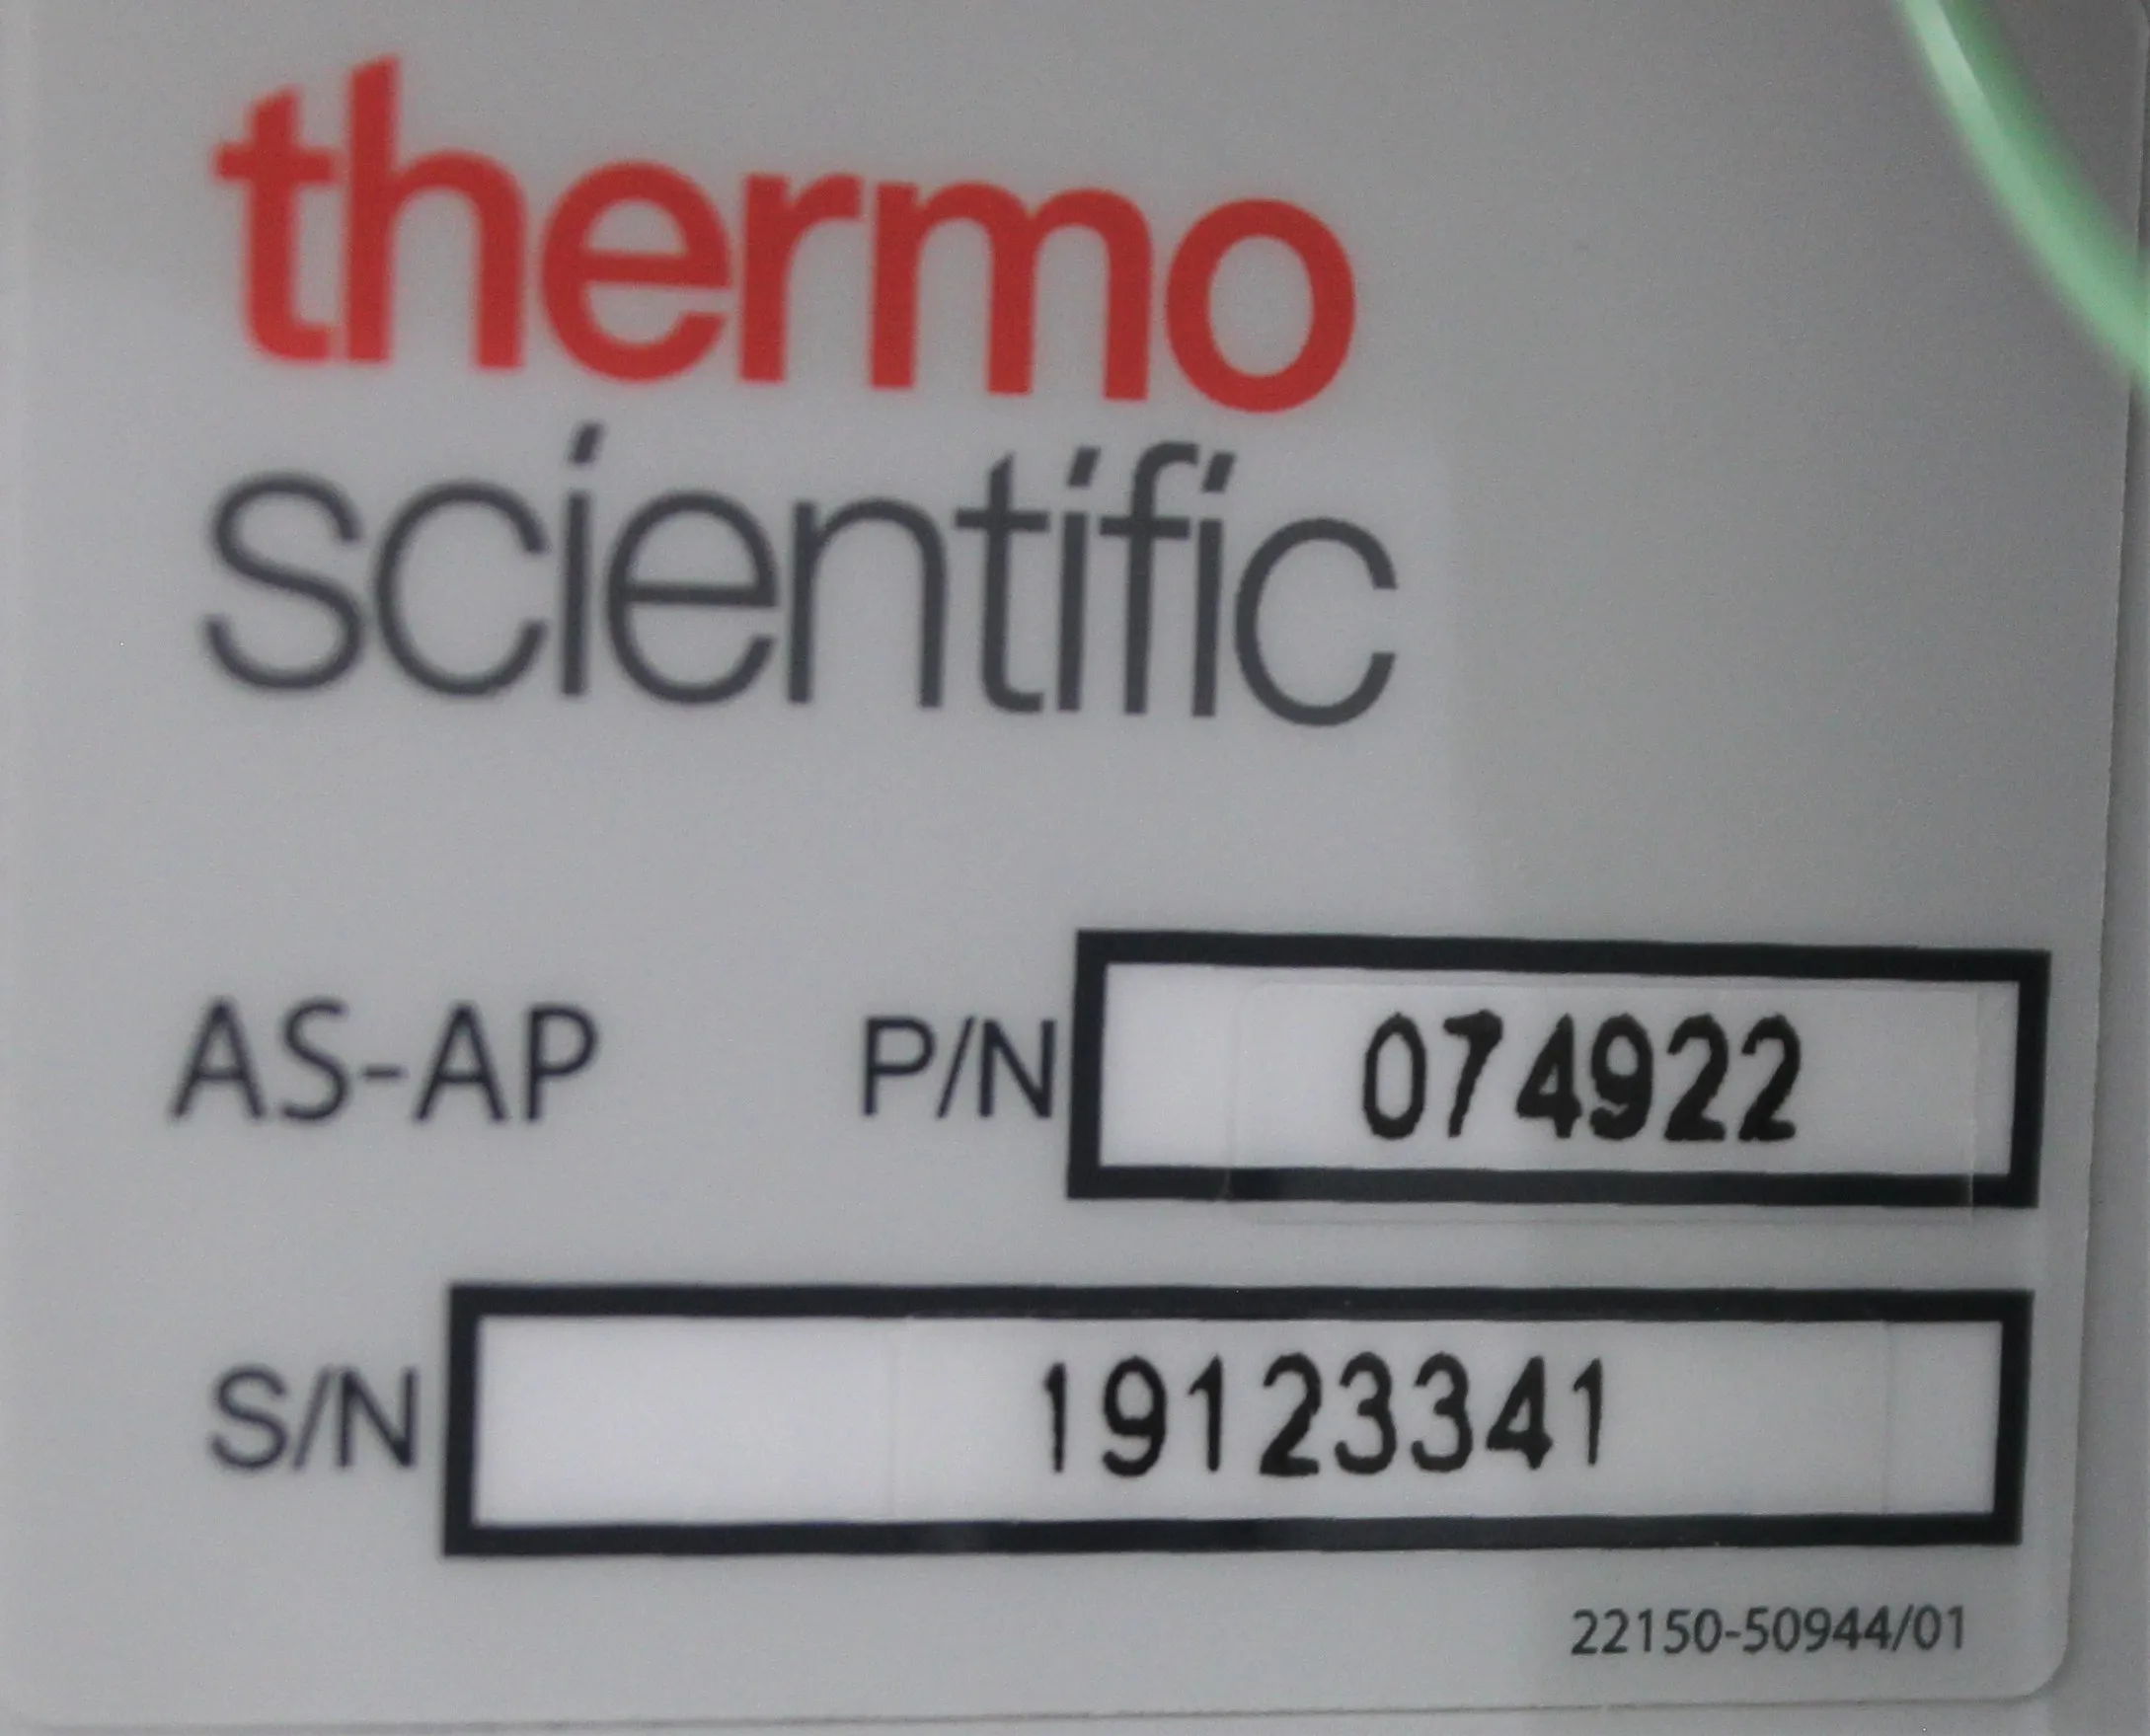 thermo
scientific
AS-AP P/N 074922
S/N 19123341
22150-50944/01